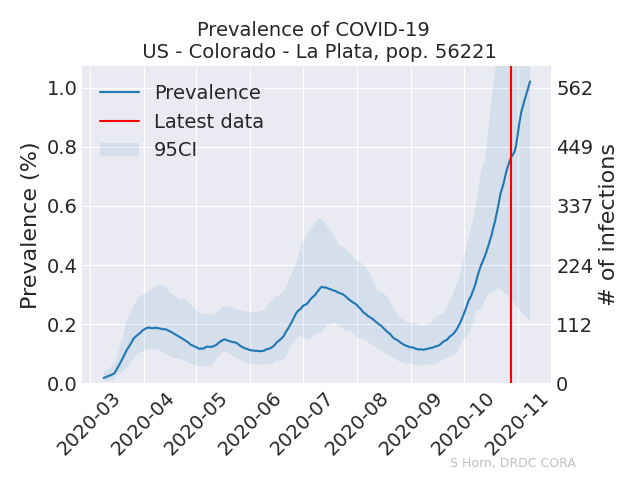 Prevalence of COVID-19
US - Colorado - La Plata, pop. 56221
Prevalence
Latest data
95CI
Prevalence (%)
1.0
0.8
0.6
0.4
0.2
0.0
562
449
337
224
112
0
# of infections
2020-03
2020-04
2020-05
2020-06
2020-07
2020-08
2020-09
2020-10
2020-11
S Horn, DRDC CORA